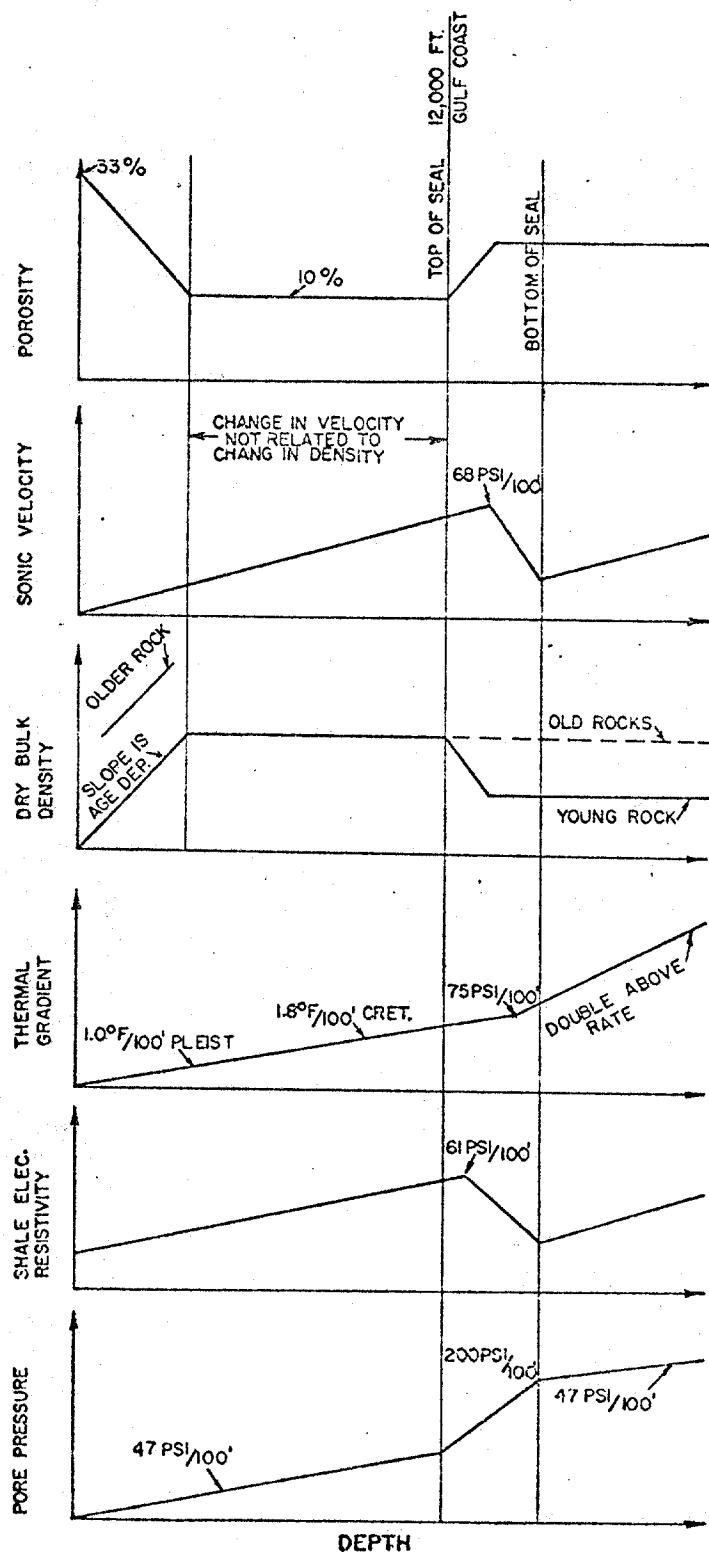 12,000 FT.
GULF COAST
TOP OF SEAL
BOTTOM OF SEAL
POROSITY
33%
10%
SONIC VELOCITY
CHANGE IN VELOCITY
NOT RELATED TO
CHANG IN DENSITY
68 PSI/100'
DRY BULK
DENSITY
OLDER ROCK
SLOPE IS
AGE DEP.
OLD ROCKS
YOUNG ROCK
THERMAL
GRADIENT
1.0°F/100' PLEIST
1.8°F/100' CRET.
75 PSI/100'
DOUBLE ABOVE
RATE
SHALE ELEC.
RESISTIVITY
61 PSI/100'
PORE PRESSURE
47 PSI/100'
200 PSI/100'
47 PSI/100'
DEPTH